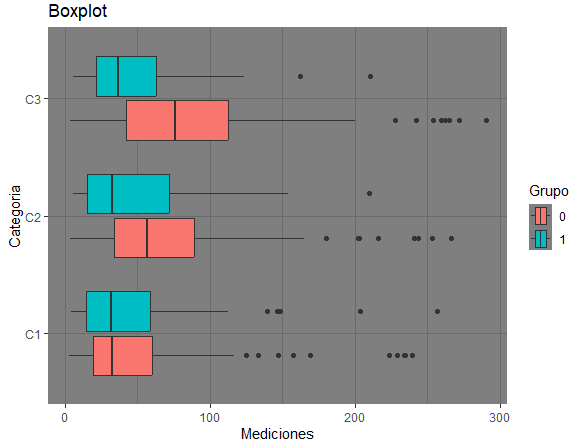 Boxplot
C3
C2
C1
Categoria
0
100
200
300
Mediciones
Grupo
0
1